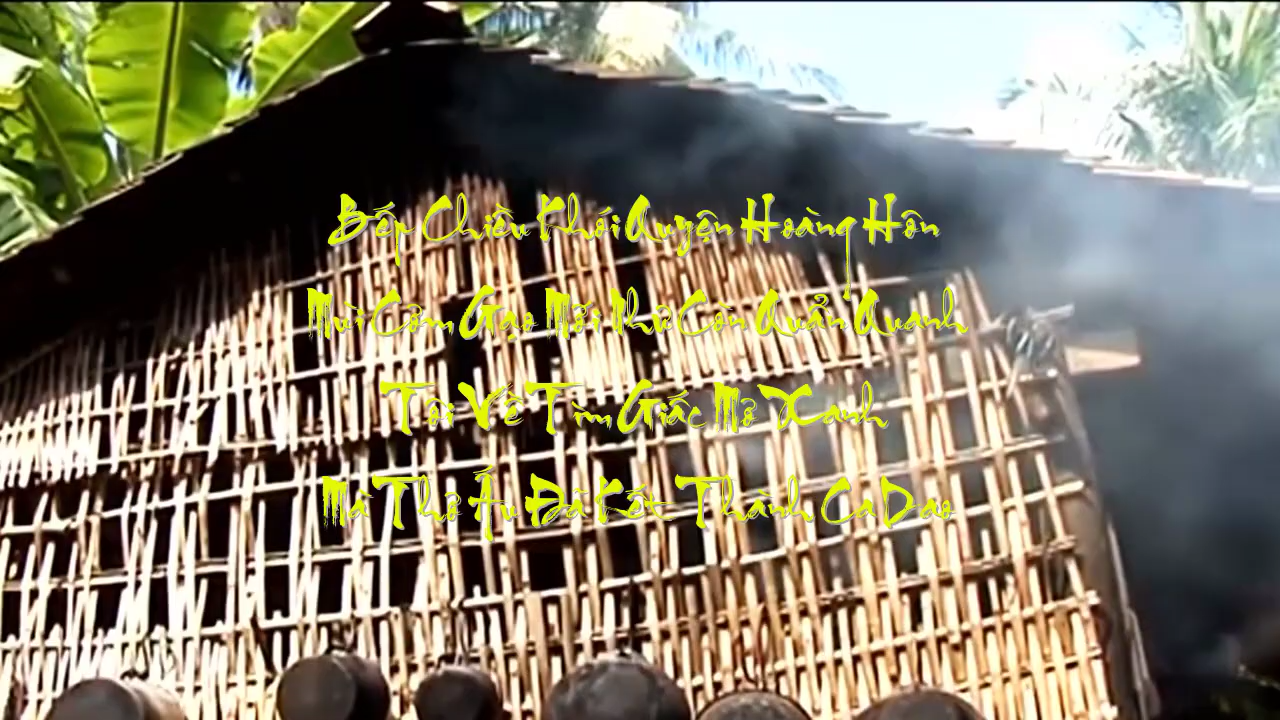 Bếp Chiều Khói Quyện Hoàng Hôn
Mùi Cơm Gạo Mới Như Còn Quẩn Quanh
Tôi Về Tìm Giấc Mơ Xanh
Mà Thơ Ấu Đã Kết Thành Ca Dao